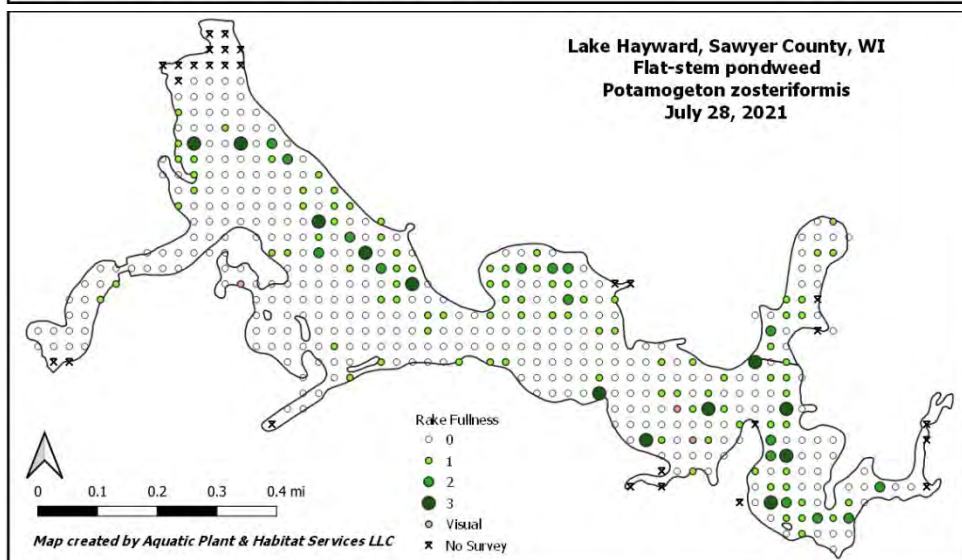 Lake Hayward, Sawyer County, WI
Flat-stem pondweed
Potamogeton zosteriformis
July 28, 2021
Rake Fullness
0
1
2
3
Visual
No Survey
0 0.1 0.2 0.3 0.4 mi
Map created by Aquatic Plant & Habitat Services LLC